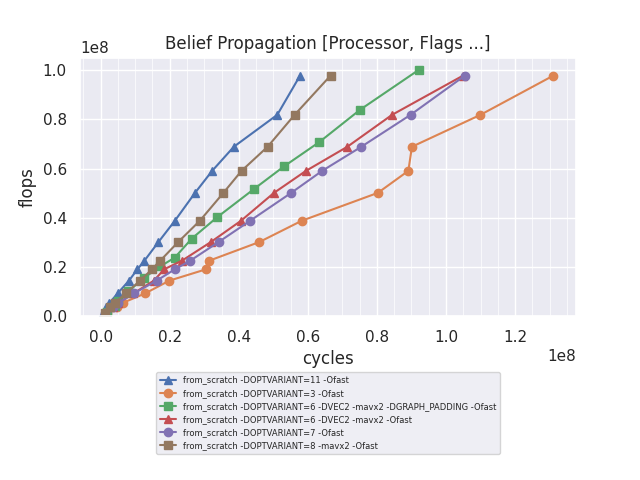 Belief Propagation [Processor, Flags ...]
1e8
1.0
0.8
0.6
0.4
0.2
0.0
flops
0.0 0.2 0.4 0.6 0.8 1.0 1.2
cycles
1e8
from_scratch -DOPTVARIANT=11 -Ofast
from_scratch -DOPTVARIANT=3 -Ofast
from_scratch -DOPTVARIANT=6 -DVEC2 -mavx2 -DGRAPH_PADDING -Ofast
from_scratch -DOPTVARIANT=6 -DVEC2 -mavx2 -Ofast
from_scratch -DOPTVARIANT=7 -Ofast
from_scratch -DOPTVARIANT=8 -mavx2 -Ofast